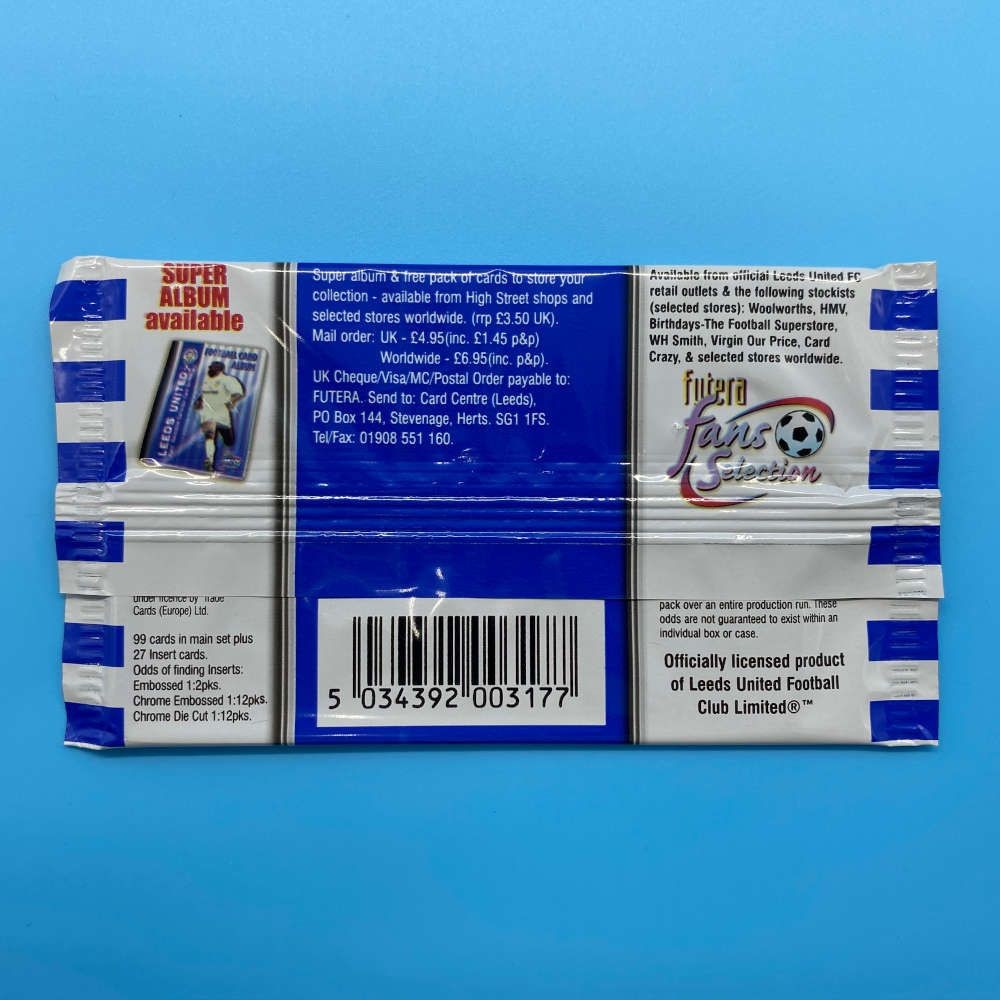 SUPER
ALBUM
available
FOOTBALL CARD
ALBUM
LEEDS UNITED
Super album & free pack of cards to store your
collection - available from High Street shops and
selected stores worldwide. (rrp £3.50 UK).
Mail order: UK - £4.95(inc. £1.45 p&p)
Worldwide - £6.95(inc. p&p).
UK Cheque/Visa/MC/Postal Order payable to:
FUTERA. Send to: Card Centre (Leeds),
PO Box 144, Stevenage, Herts. SG1 1FS.
Tel/Fax: 01908 551 160.
Available from official Leeds United FC
retail outlets & the following stockists
(selected stores): Woolworths, HMV,
Birthdays-The Football Superstore,
WH Smith, Virgin Our Price, Card
Crazy, & selected stores worldwide.
futera
fans
Selection
under licence by Trade
Cards (Europe) Ltd.
99 cards in main set plus
27 Insert cards.
Odds of finding Inserts:
Embossed 1:2pks.
Chrome Embossed 1:12pks.
Chrome Die Cut 1:12pks.
5 034392 003177
pack over an entire production run. These
odds are not guaranteed to exist within an
individual box or case.
Officially licensed product
of Leeds United Football
Club Limited®™